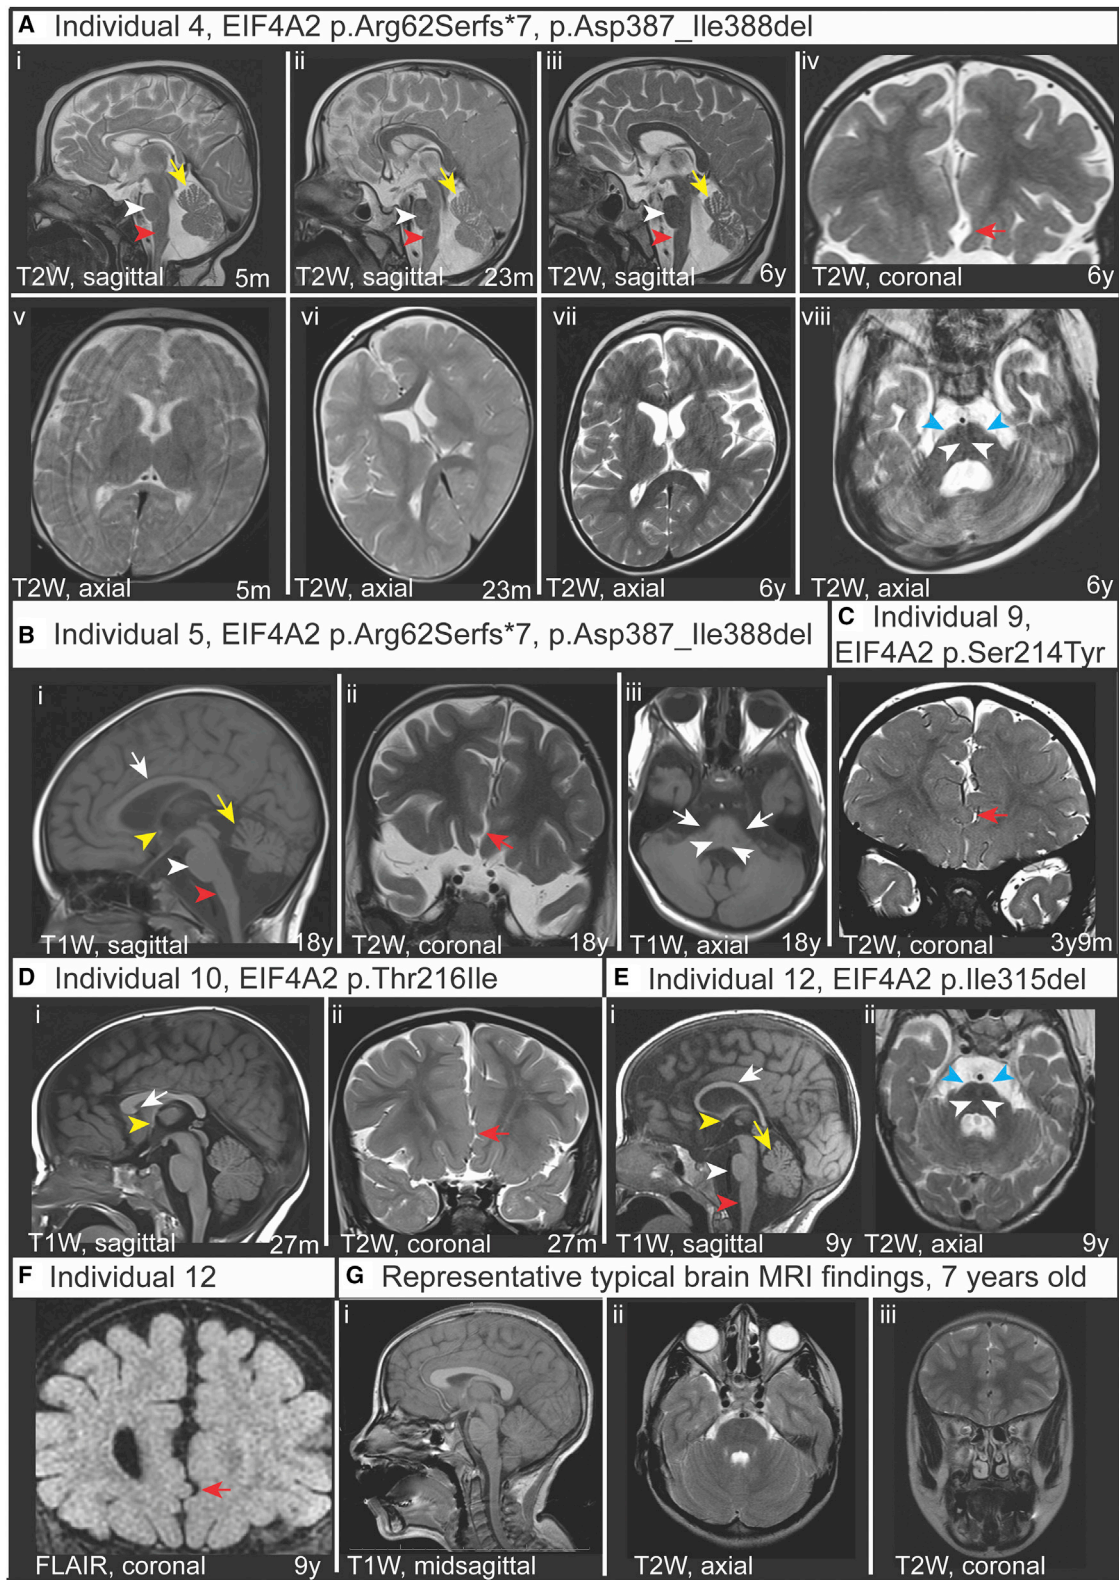 A Individual 4, EIF4A2 p.Arg62Serfs*7, p.Asp387_Ile388del
i
T2W, sagittal 5m
ii
T2W, sagittal 23m
iii
T2W, sagittal 6y
iv
T2W, coronal 6y
v
T2W, axial 5m
vi
T2W, axial 23m
vii
T2W, axial 6y
viii
T2W, axial 6y
B Individual 5, EIF4A2 p.Arg62Serfs*7, p.Asp387_Ile388del
i
T1W, sagittal 18y
ii
T2W, coronal 18y
iii
T1W, axial 18y
C Individual 9,
EIF4A2 p.Ser214Tyr
T2W, coronal 3y9m
D Individual 10, EIF4A2 p.Thr216Ile
i
T1W, sagittal 27m
ii
T2W, coronal 27m
E Individual 12, EIF4A2 p.Ile315del
i
T1W, sagittal 9y
ii
T2W, axial 9y
F Individual 12
FLAIR, coronal 9y
G Representative typical brain MRI findings, 7 years old
i
T1W, midsagittal
ii
T2W, axial
iii
T2W, coronal